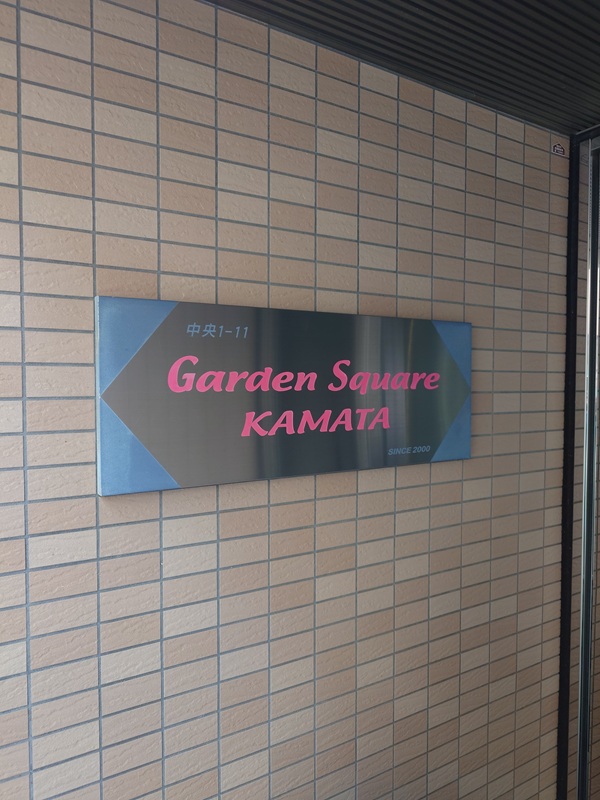 中央1-11
Garden Square
KAMATA
SINCE 2000